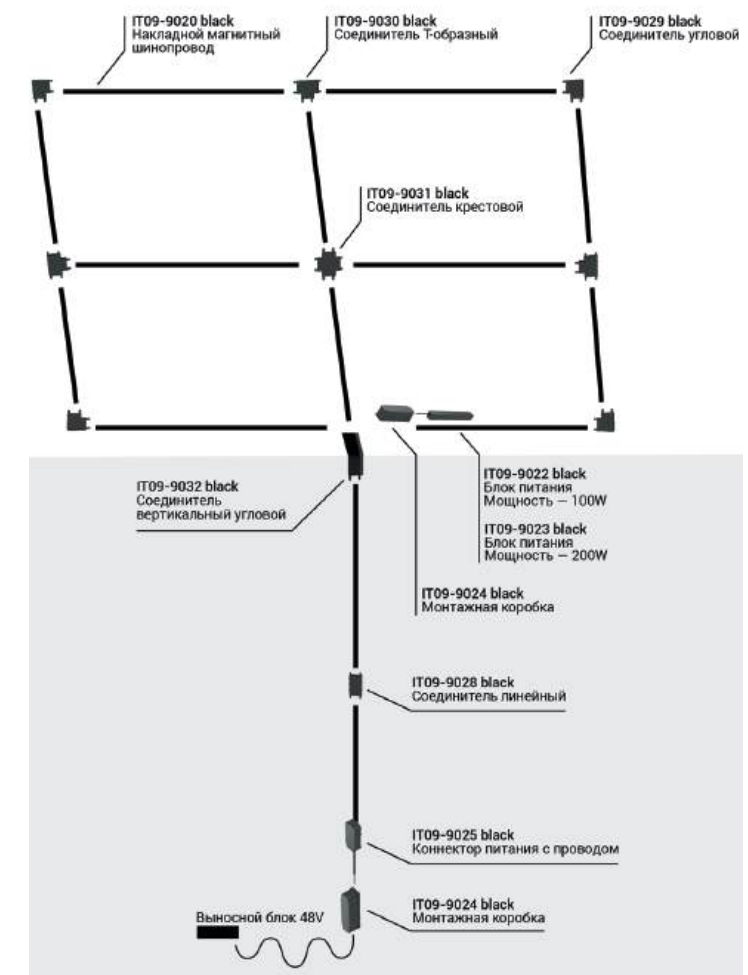 IT09-9020 black
Накладной магнитный
шинопровод
IT09-9030 black
Соединитель Т-образный
IT09-9029 black
Соединитель угловой
IT09-9031 black
Соединитель крестовой
IT09-9032 black
Соединитель
вертикальный угловой
IT09-9022 black
Блок питания
Мощность — 100W
IT09-9023 black
Блок питания
Мощность — 200W
IT09-9024 black
Монтажная коробка
IT09-9028 black
Соединитель линейный
IT09-9025 black
Коннектор питания с проводом
IT09-9024 black
Монтажная коробка
Выносной блок 48V